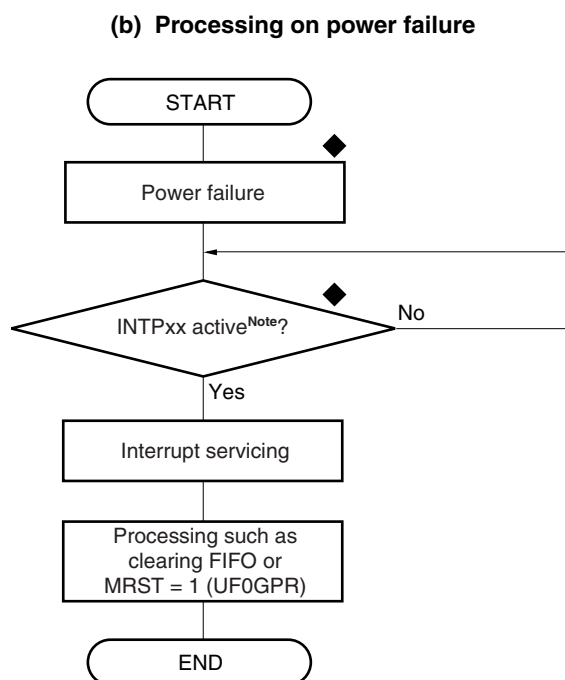 (b) Processing on power failure
START
Power failure
INTPxx active Note?
No
Yes
Interrupt servicing
Processing such as
clearing FIFO or
MRST = 1 (UF0GPR)
END